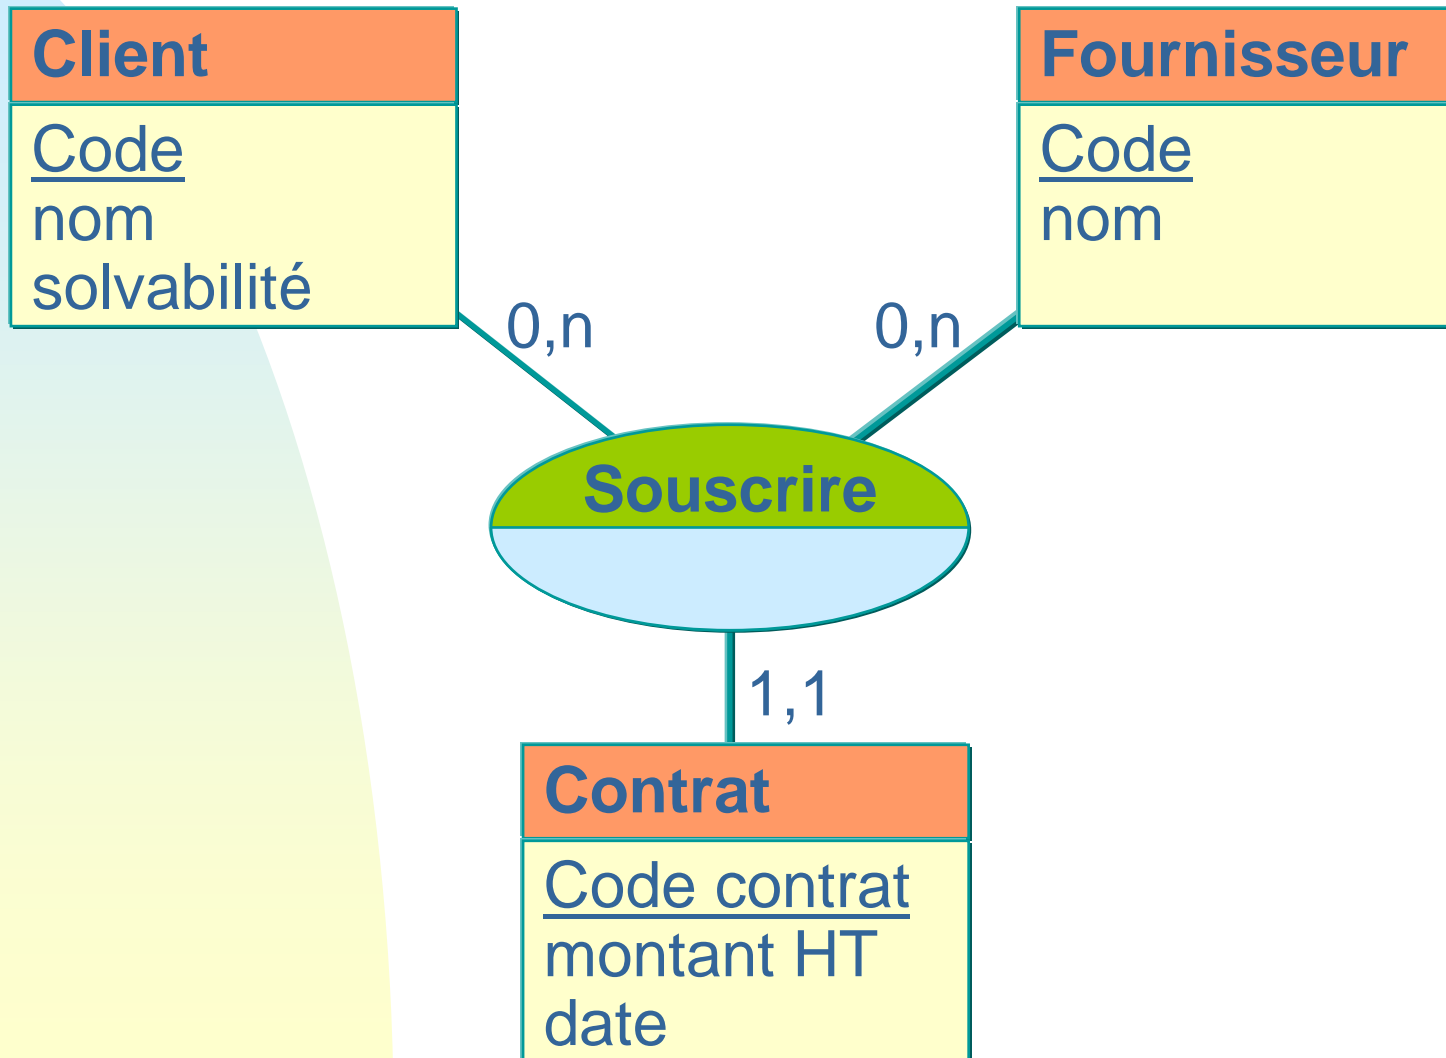 Client
Code
nom
solvabilité
Fournisseur
Code
nom
0,n
0,n
Souscrire
1,1
Contrat
Code contrat
montant HT
date